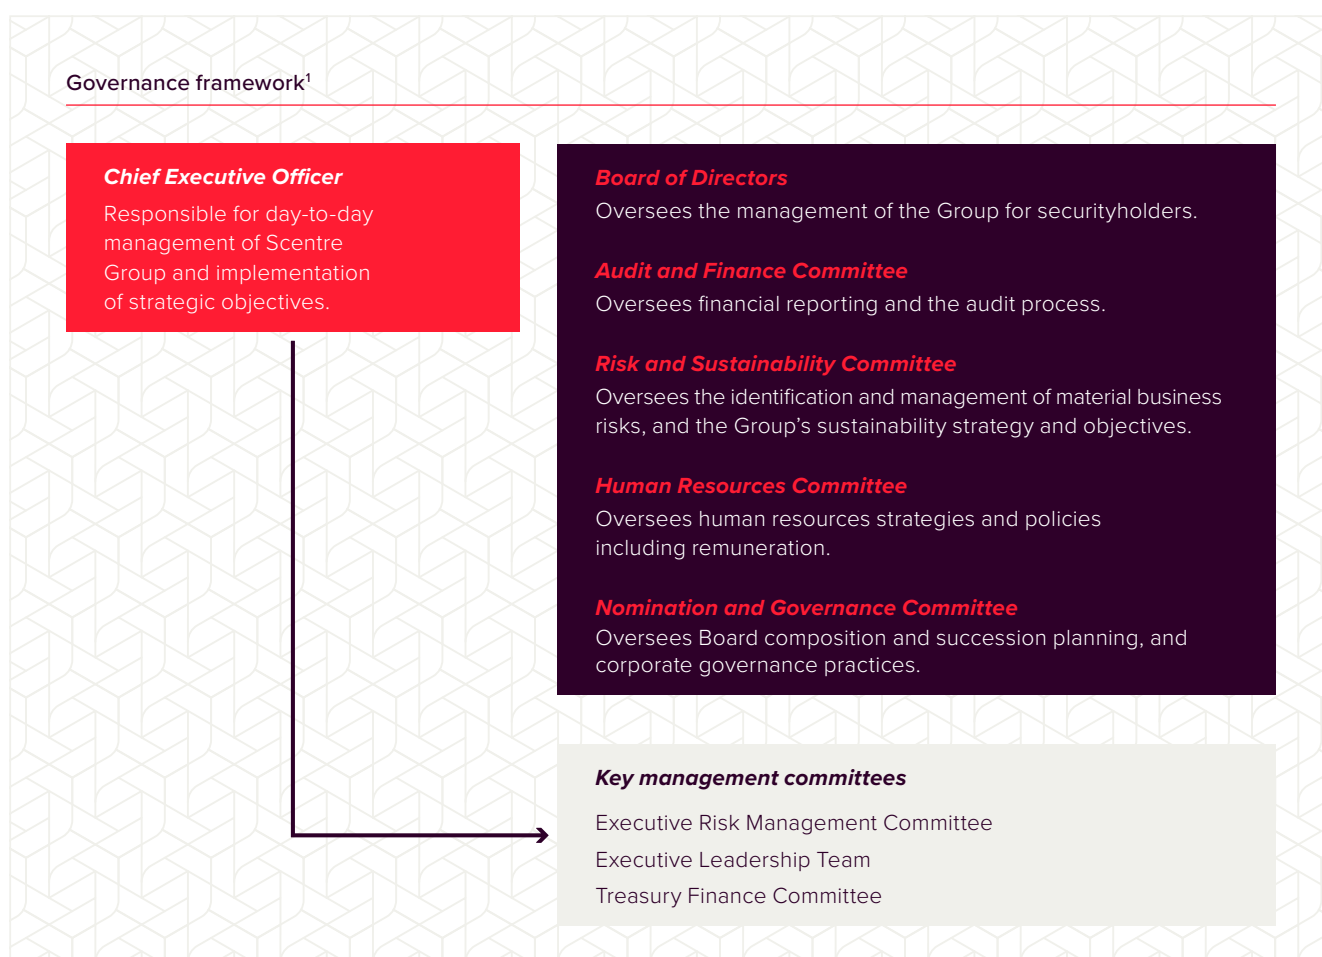 Governance framework¹
Chief Executive Officer
Responsible for day-to-day
management of Scentre
Group and implementation
of strategic objectives.
Board of Directors
Oversees the management of the Group for securityholders.
Audit and Finance Committee
Oversees financial reporting and the audit process.
Risk and Sustainability Committee
Oversees the identification and management of material business
risks, and the Group’s sustainability strategy and objectives.
Human Resources Committee
Oversees human resources strategies and policies
including remuneration.
Nomination and Governance Committee
Oversees Board composition and succession planning, and
corporate governance practices.
Key management committees
Executive Risk Management Committee
Executive Leadership Team
Treasury Finance Committee